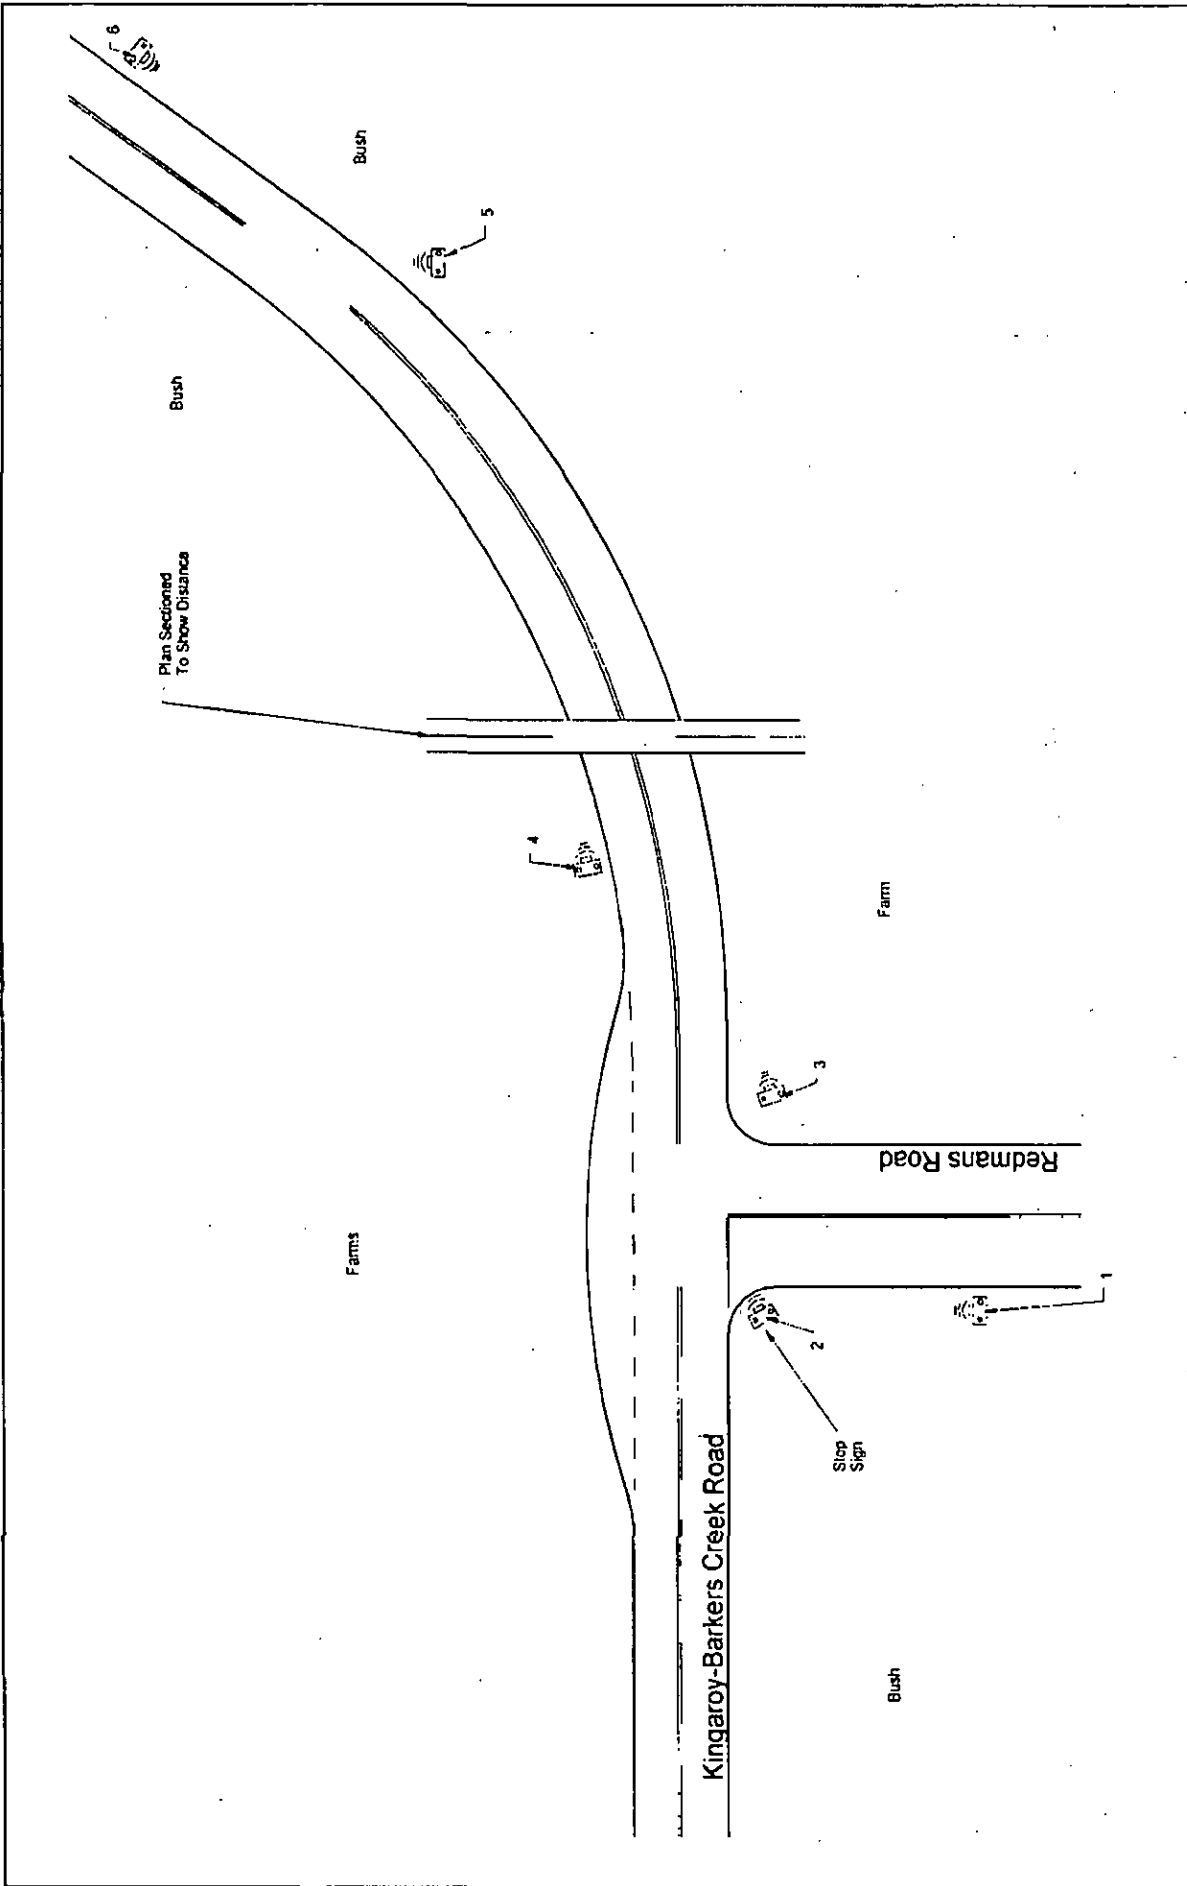 6
Bush
5
Bush
Plan Sectioned
To Show Distance
4
Farm
3
Redmans Road
Farms
1
2
Stop
Sign
Kingaroy-Barkers Creek Road
Bush